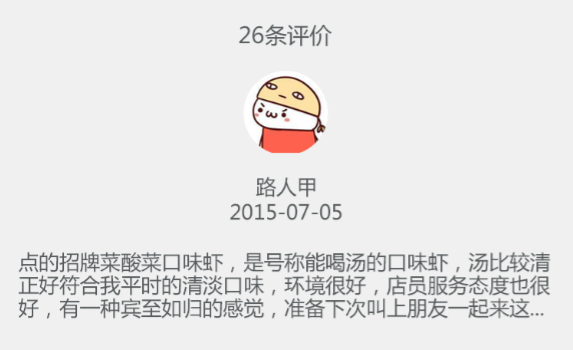 26条评价
路人甲
2015-07-05
点的招牌菜酸菜口味虾，是号称能喝汤的口味虾，汤比较清
正好符合我平时的清淡口味，环境很好，店员服务态度也很
好，有一种宾至如归的感觉，准备下次叫上朋友一起来这...